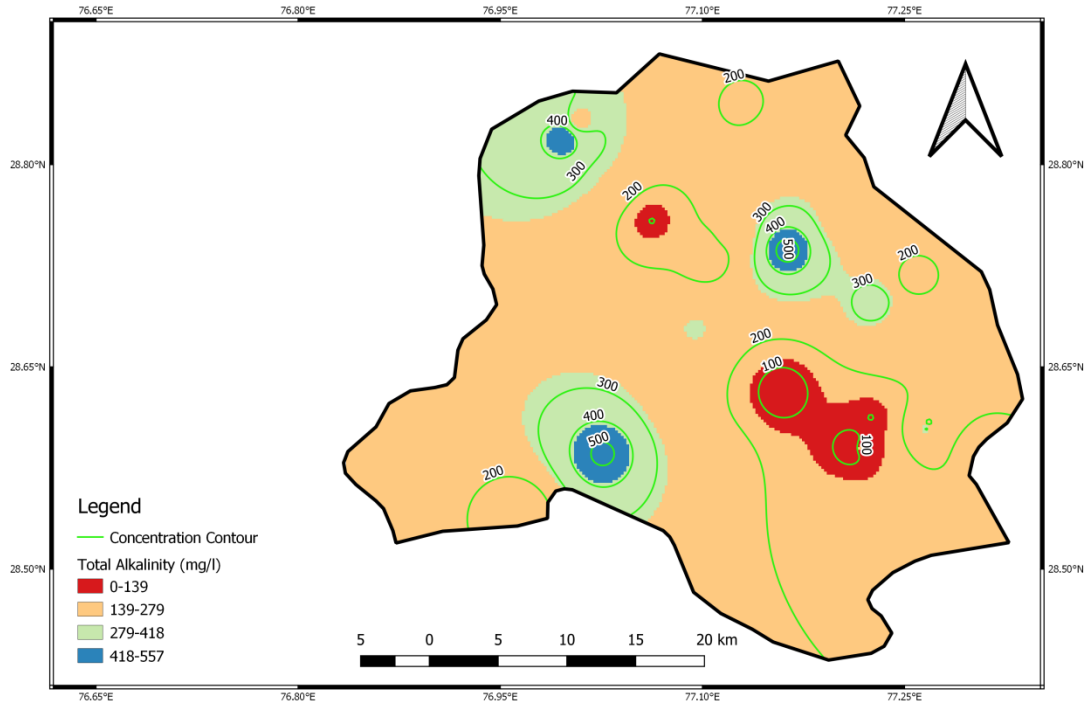 76.65°E 76.80°E 76.95°E 77.10°E 77.25°E
200
400
28.80°N 28.80°N
300
200
300
400
500
200
300
200
28.65°N 28.65°N
100
300
400
100
500
200
Legend
Concentration Contour
Total Alkalinity (mg/l)
28.50°N 28.50°N
0-139
139-279
279-418
418-557
5 0 5 10 15 20 km
76.65°E 76.80°E 76.95°E 77.10°E 77.25°E